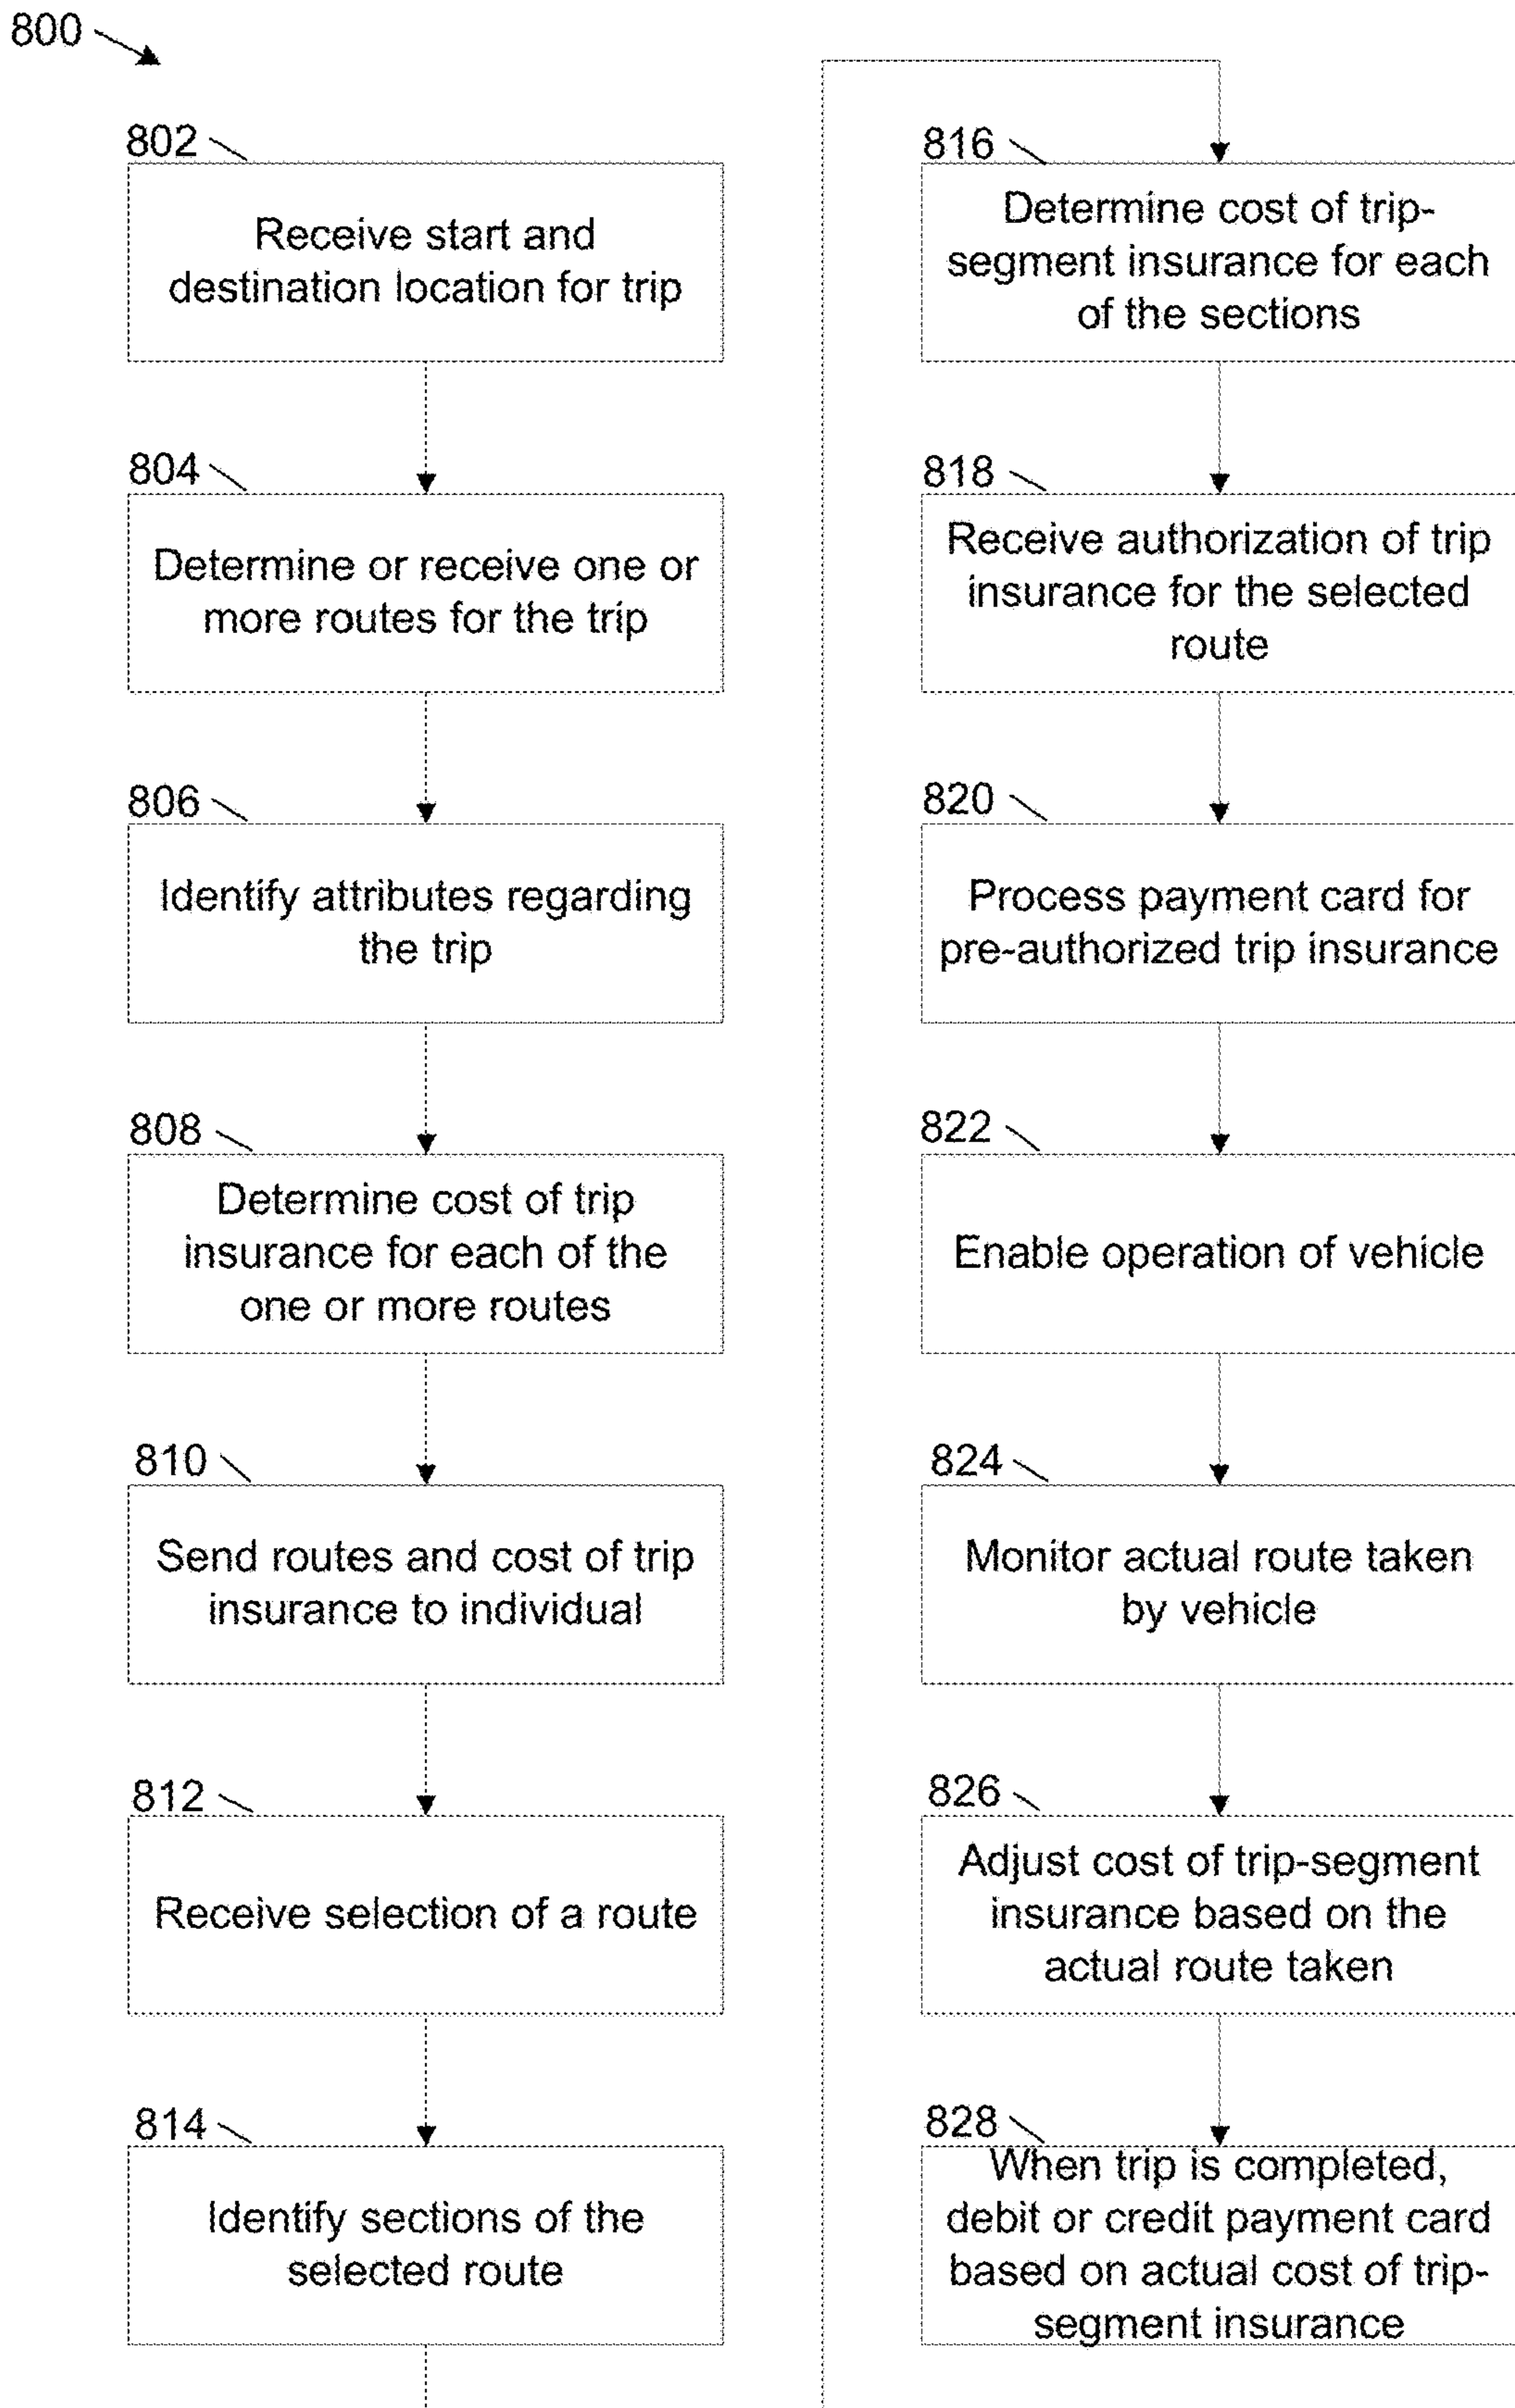 800
802
Receive start and
destination location for trip
804
Determine or receive one or
more routes for the trip
806
Identify attributes regarding
the trip
808
Determine cost of trip
insurance for each of the
one or more routes
810
Send routes and cost of trip
insurance to individual
812
Receive selection of a route
814
Identify sections of the
selected route
816
Determine cost of trip-
segment insurance for each
of the sections
818
Receive authorization of trip
insurance for the selected
route
820
Process payment card for
pre-authorized trip insurance
822
Enable operation of vehicle
824
Monitor actual route taken
by vehicle
826
Adjust cost of trip-segment
insurance based on the
actual route taken
828
When trip is completed,
debit or credit payment card
based on actual cost of trip-
segment insurance